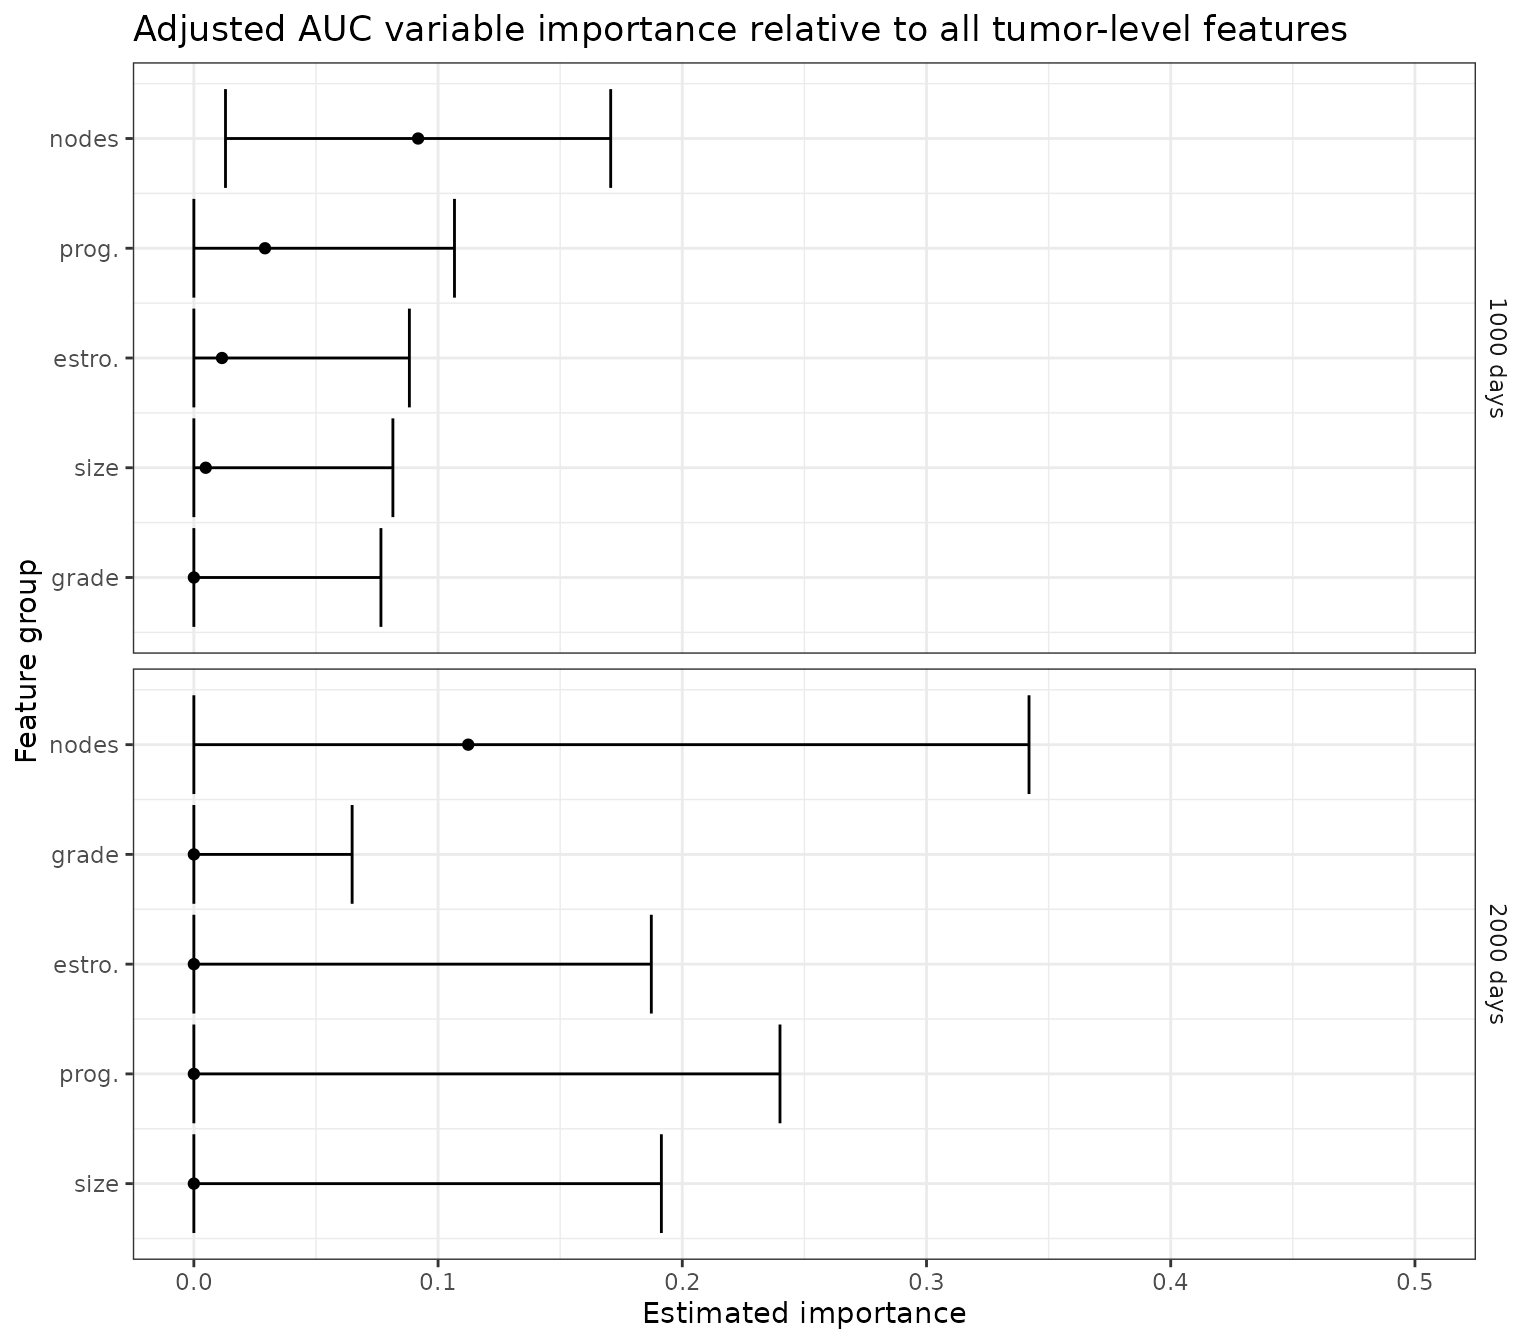 Adjusted AUC variable importance relative to all tumor-level features
Feature group
nodes
prog.
estro.
size
grade
1000 days
nodes
grade
estro.
prog.
size
2000 days
0.0 0.1 0.2 0.3 0.4 0.5
Estimated importance